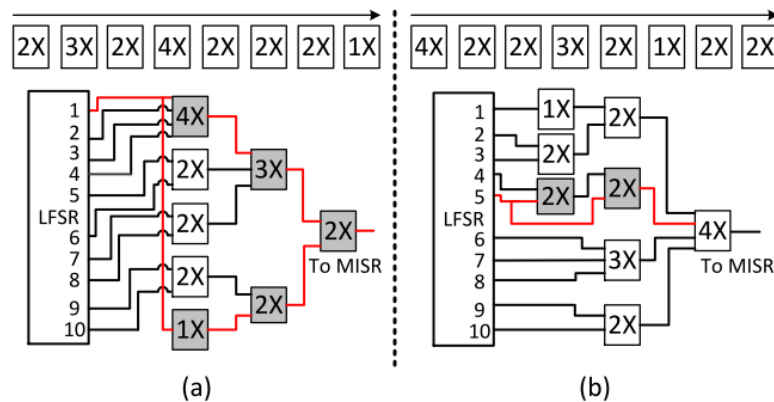 2X 3X 2X 4X 2X 2X 2X 1X
4X 2X 2X 3X 2X 1X 2X 2X
1
2
3
4
5
LFSR
6
7
8
9
10
4X
2X
2X
2X
1X
3X
2X
2X
To MISR
(a)
1
2
3
4
5
LFSR
6
7
8
9
10
1X
2X
2X
2X
2X
3X
2X
4X
To MISR
(b)